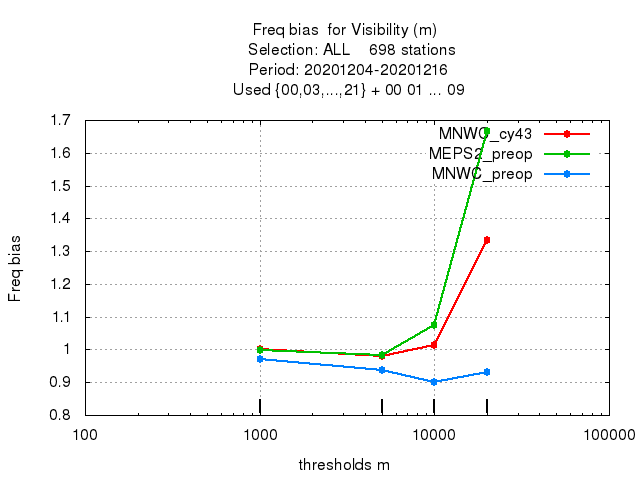 Freq bias  for Visibility (m)
Selection: ALL    698 stations
Period: 20201204-20201216
Used {00,03,...,21} + 00 01 ... 09
1.7
1.6
1.5
1.4
1.3
1.2
1.1
1
0.9
0.8
Freq bias
MNWC_cy43
MEPS2_preop
MNWC_preop
100
1000
10000
100000
thresholds m